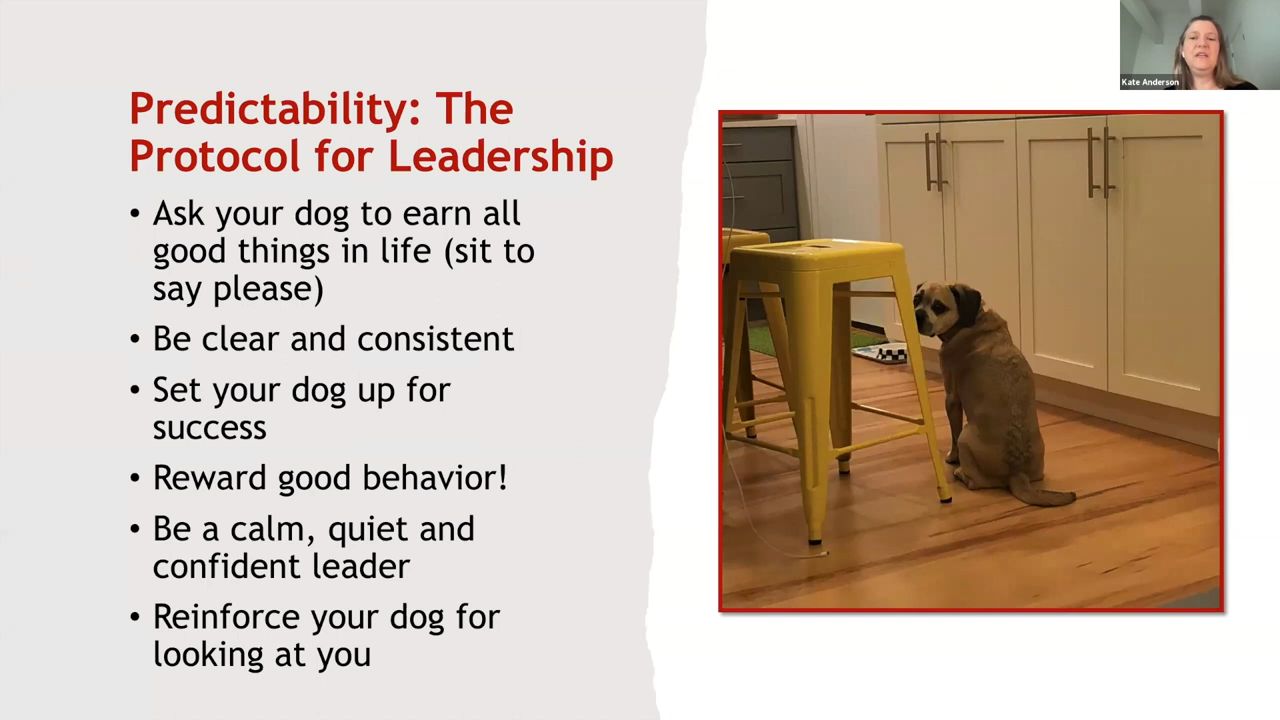 Kate Anderson
Predictability: The
Protocol for Leadership
• Ask your dog to earn all
good things in life (sit to
say please)
• Be clear and consistent
• Set your dog up for
success
• Reward good behavior!
• Be a calm, quiet and
confident leader
• Reinforce your dog for
looking at you